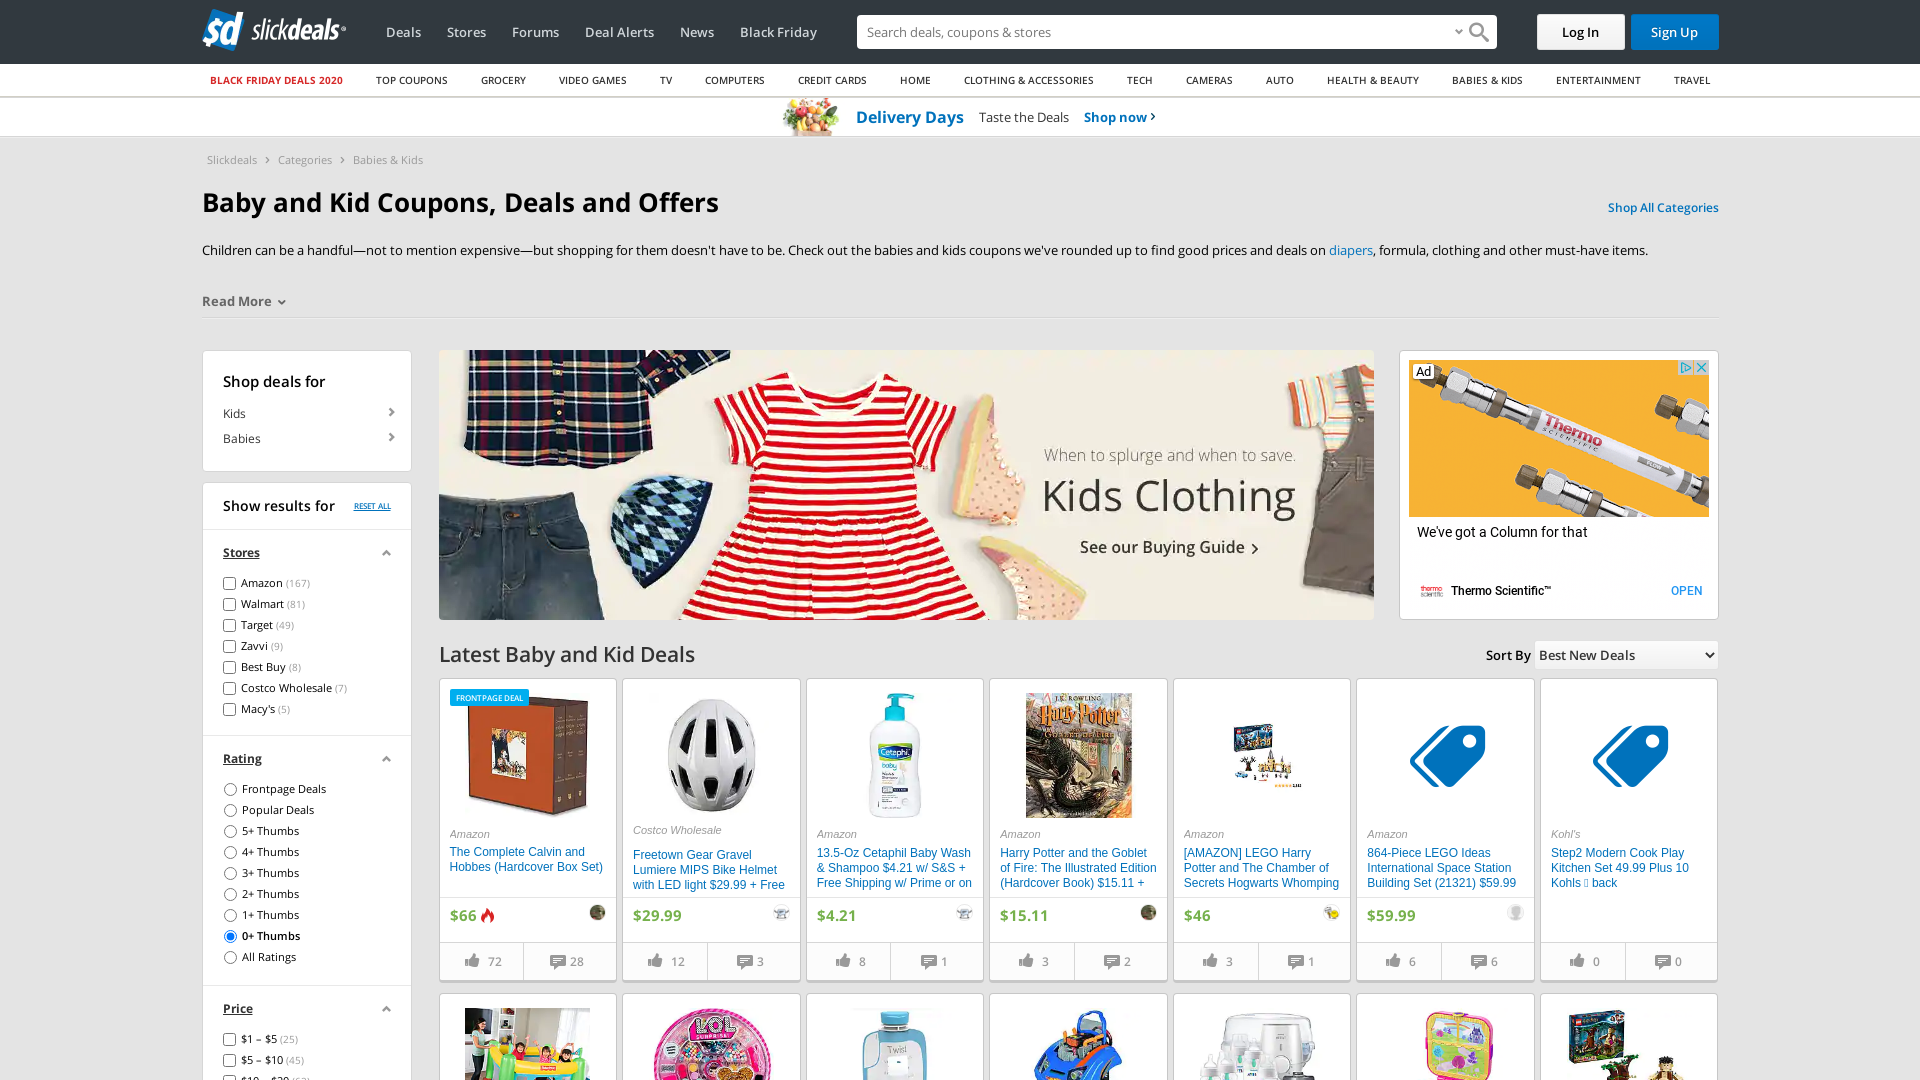 sd slickdeals
Deals
Stores
Forums
Deal Alerts
News
Black Friday
Search deals, coupons & stores
Log In
Sign Up
BLACK FRIDAY DEALS 2020
TOP COUPONS
GROCERY
VIDEO GAMES
TV
COMPUTERS
CREDIT CARDS
HOME
CLOTHING & ACCESSORIES
TECH
CAMERAS
AUTO
HEALTH & BEAUTY
BABIES & KIDS
ENTERTAINMENT
TRAVEL
Delivery Days Taste the Deals Shop now
Slickdeals
Categories
Babies & Kids
Baby and Kid Coupons, Deals and Offers
Shop All Categories
Children can be a handful—not to mention expensive—but shopping for them doesn't have to be. Check out the babies and kids coupons we've rounded up to find good prices and deals on diapers, formula, clothing and other must-have items.
Read More
Shop deals for
Kids
Babies
Show results for
RESET ALL
Stores
Amazon (167)
Walmart (81)
Target (49)
Zavvi (9)
Best Buy (8)
Costco Wholesale (7)
Macy's (5)
Rating
Frontpage Deals
Popular Deals
5+ Thumbs
4+ Thumbs
3+ Thumbs
2+ Thumbs
1+ Thumbs
0+ Thumbs
All Ratings
Price
$1 – $5 (25)
$5 – $10 (45)
When to splurge and when to save.
Kids Clothing
See our Buying Guide
Ad
Thermo
SCIENTIFIC
FLOW
We've got a Column for that
Thermo Scientific™
OPEN
Latest Baby and Kid Deals
Sort By
Best New Deals
FRONTPAGE DEAL
Amazon
The Complete Calvin and
Hobbes (Hardcover Box Set)
$66
72
28
Costco Wholesale
Freetown Gear Gravel
Lumiere MIPS Bike Helmet
with LED light $29.99 + Free
$29.99
12
3
Cetaphil
baby
Amazon
13.5-Oz Cetaphil Baby Wash
& Shampoo $4.21 w/ S&S +
Free Shipping w/ Prime or on
$4.21
8
1
J.K. ROWLING
Harry Potter
Amazon
Harry Potter and the Goblet
of Fire: The Illustrated Edition
(Hardcover Book) $15.11 +
$15.11
3
2
Amazon
[AMAZON] LEGO Harry
Potter and The Chamber of
Secrets Hogwarts Whomping
$46
3
1
Amazon
864-Piece LEGO Ideas
International Space Station
Building Set (21321) $59.99
$59.99
6
6
Kohl's
Step2 Modern Cook Play
Kitchen Set 49.99 Plus 10
Kohls ▯ back
0
0
LOL
SURPRISE
Twist